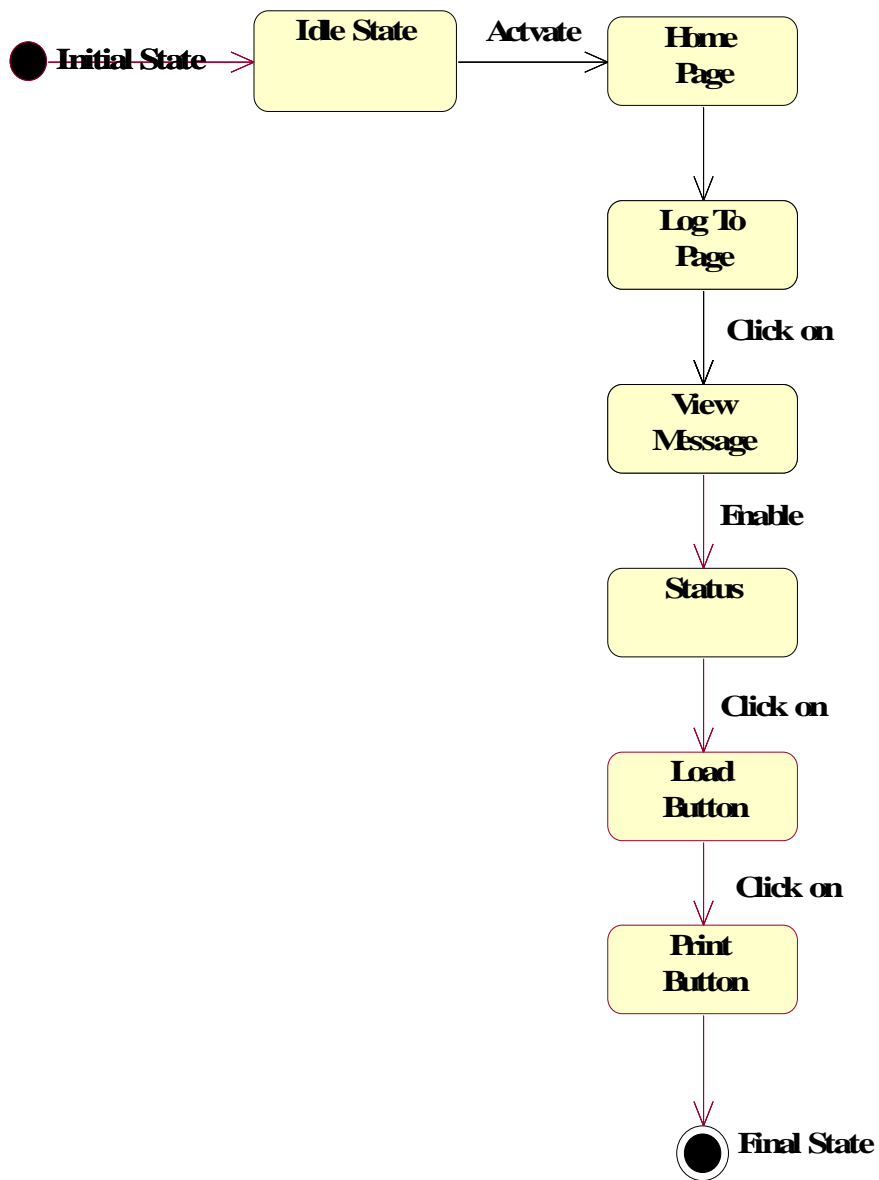 Initial State
Idle State
Actvate
Home
Page
Log To
Page
Click on
View
Message
Enable
Status
Click on
Load
Button
Click on
Print
Button
Final State